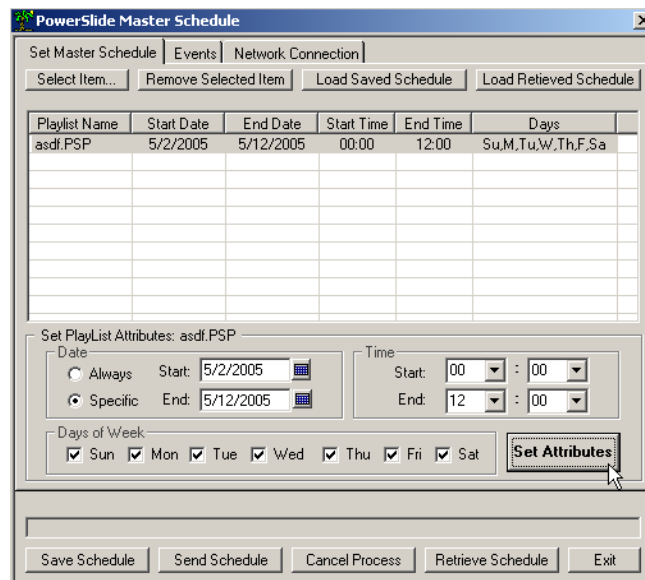 PowerSlide Master Schedule
Set Master Schedule Events Network Connection
Select Item... Remove Selected Item Load Saved Schedule Load Retieved Schedule
Playlist Name Start Date End Date Start Time End Time Days
asdf.PSP 5/2/2005 5/12/2005 00:00 12:00 Su,M,Tu,W,Th,F,Sa
Set PlayList Attributes: asdf.PSP
Date Time
Always Start: 5/2/2005 Start: 00 : 00
Specific End: 5/12/2005 End: 12 : 00
Days of Week
Sun Mon Tue Wed Thu Fri Sat Set Attributes
Save Schedule Send Schedule Cancel Process Retrieve Schedule Exit